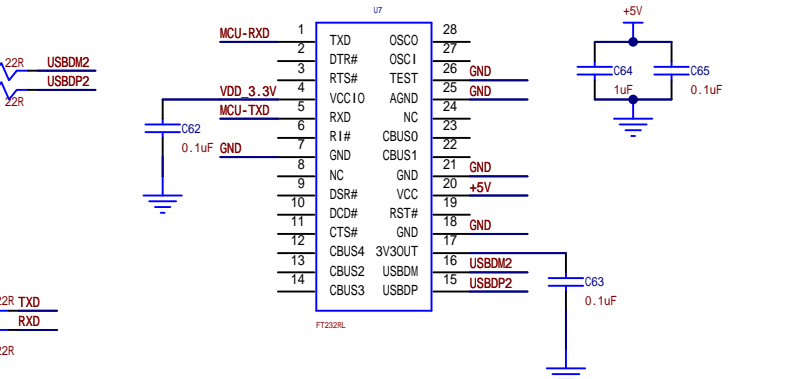 U7
+5V
MCU-RXD
1
TXD
OSCO
28
22R
USBDM2
2
DTR#
OSCI
27
USBDP2
22R
3
RTS#
TEST
26
GND
C64
C65
VDD_3.3V
4
VCCIO
AGND
25
GND
1uF
0.1uF
MCU-TXD
5
RXD
NC
24
C62
6
RI#
CBUS0
23
0.1uF
GND
7
GND
CBUS1
22
8
NC
GND
21
GND
9
DSR#
VCC
20
+5V
10
DCD#
RST#
19
11
CTS#
GND
18
GND
12
CBUS4
3V3OUT
17
13
CBUS2
USBDM
16
USBDM2
14
CBUS3
USBDP
15
USBDP2
C63
0.1uF
22R
TXD
RXD
22R
FT232RL